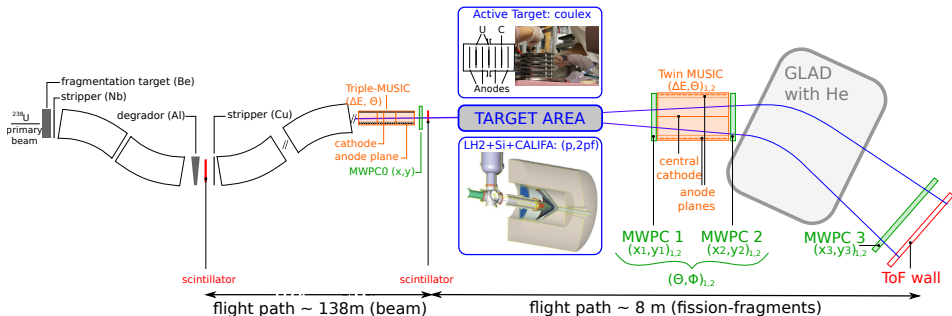 Active Target: coulex
U C
Anodes
fragmentation target (Be)
stripper (Nb)
degrador (Al)
stripper (Cu)
238U
primary
beam
Triple-MUSIC
(ΔE, Θ)
cathode
anode plane
MWPC0 (x,y)
TARGET AREA
LH2+Si+CALIFA: (p,2pf)
Twin MUSIC
(ΔE,Θ)1,2
central
cathode
anode
planes
GLAD
with He
MWPC 1
(x1,y1)1,2
MWPC 2
(x2,y2)1,2
(Θ,Φ)1,2
MWPC 3
(x3,y3)1,2
ToF wall
scintillator
scintillator
flight path ~ 138m (beam)
flight path ~ 8 m (fission-fragments)